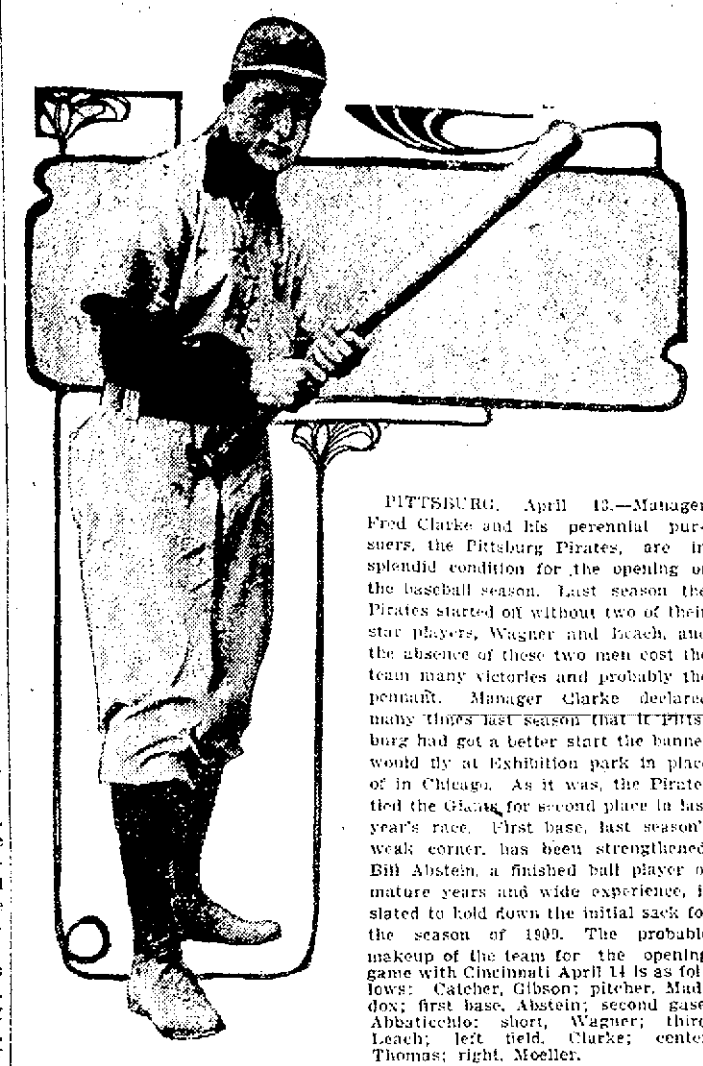 PITTSBURG, April 13.—Manager
Fred Clarke and his perennial pur-
suers, the Pittsburg Pirates, are in
splendid condition for the opening of
the baseball season. Last season the
Pirates started off without two of their
star players, Wagner and Leach, and
the absence of these two men cost the
team many victories and probably the
pennant. Manager Clarke declared
many times last season that if Pitts
burg had got a better start the banne
would fly at Exhibition park in place
of in Chicago. As it was, the Pirate
tied the Giants for second place in las
year's race. First base, last season'
weak corner, has been strengthened
Bill Abstein, a finished ball player o
mature years and wide experience, i
slated to hold down the initial sack fo
the season of 1909. The probabl
makeup of the team for the opening
game with Cincinnati April 14 is as fol
lows: Catcher, Gibson; pitcher, Mad
dox; first base, Abstein; second gase
Abbaticchio; short, Wagner; third
Leach; left field, Clarke; center
Thomas; right, Moeller.